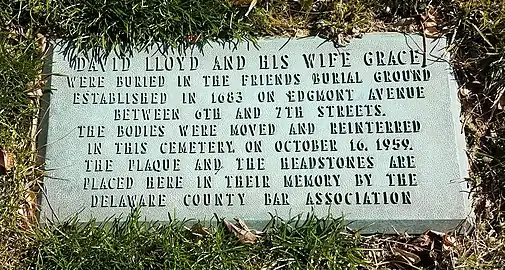 DAVID LLOYD AND HIS WIFE GRACE
WERE BURIED IN THE FRIENDS BURIAL GROUND
ESTABLISHED IN 1683 ON EDGMONT AVENUE
BETWEEN 6TH AND 7TH STREETS.
THE BODIES WERE MOVED AND REINTERRED
IN THIS CEMETERY. ON OCTOBER 16, 1959.
THE PLAQUE AND THE HEADSTONES ARE
PLACED HERE IN THEIR MEMORY BY THE
DELAWARE COUNTY BAR ASSOCIATION